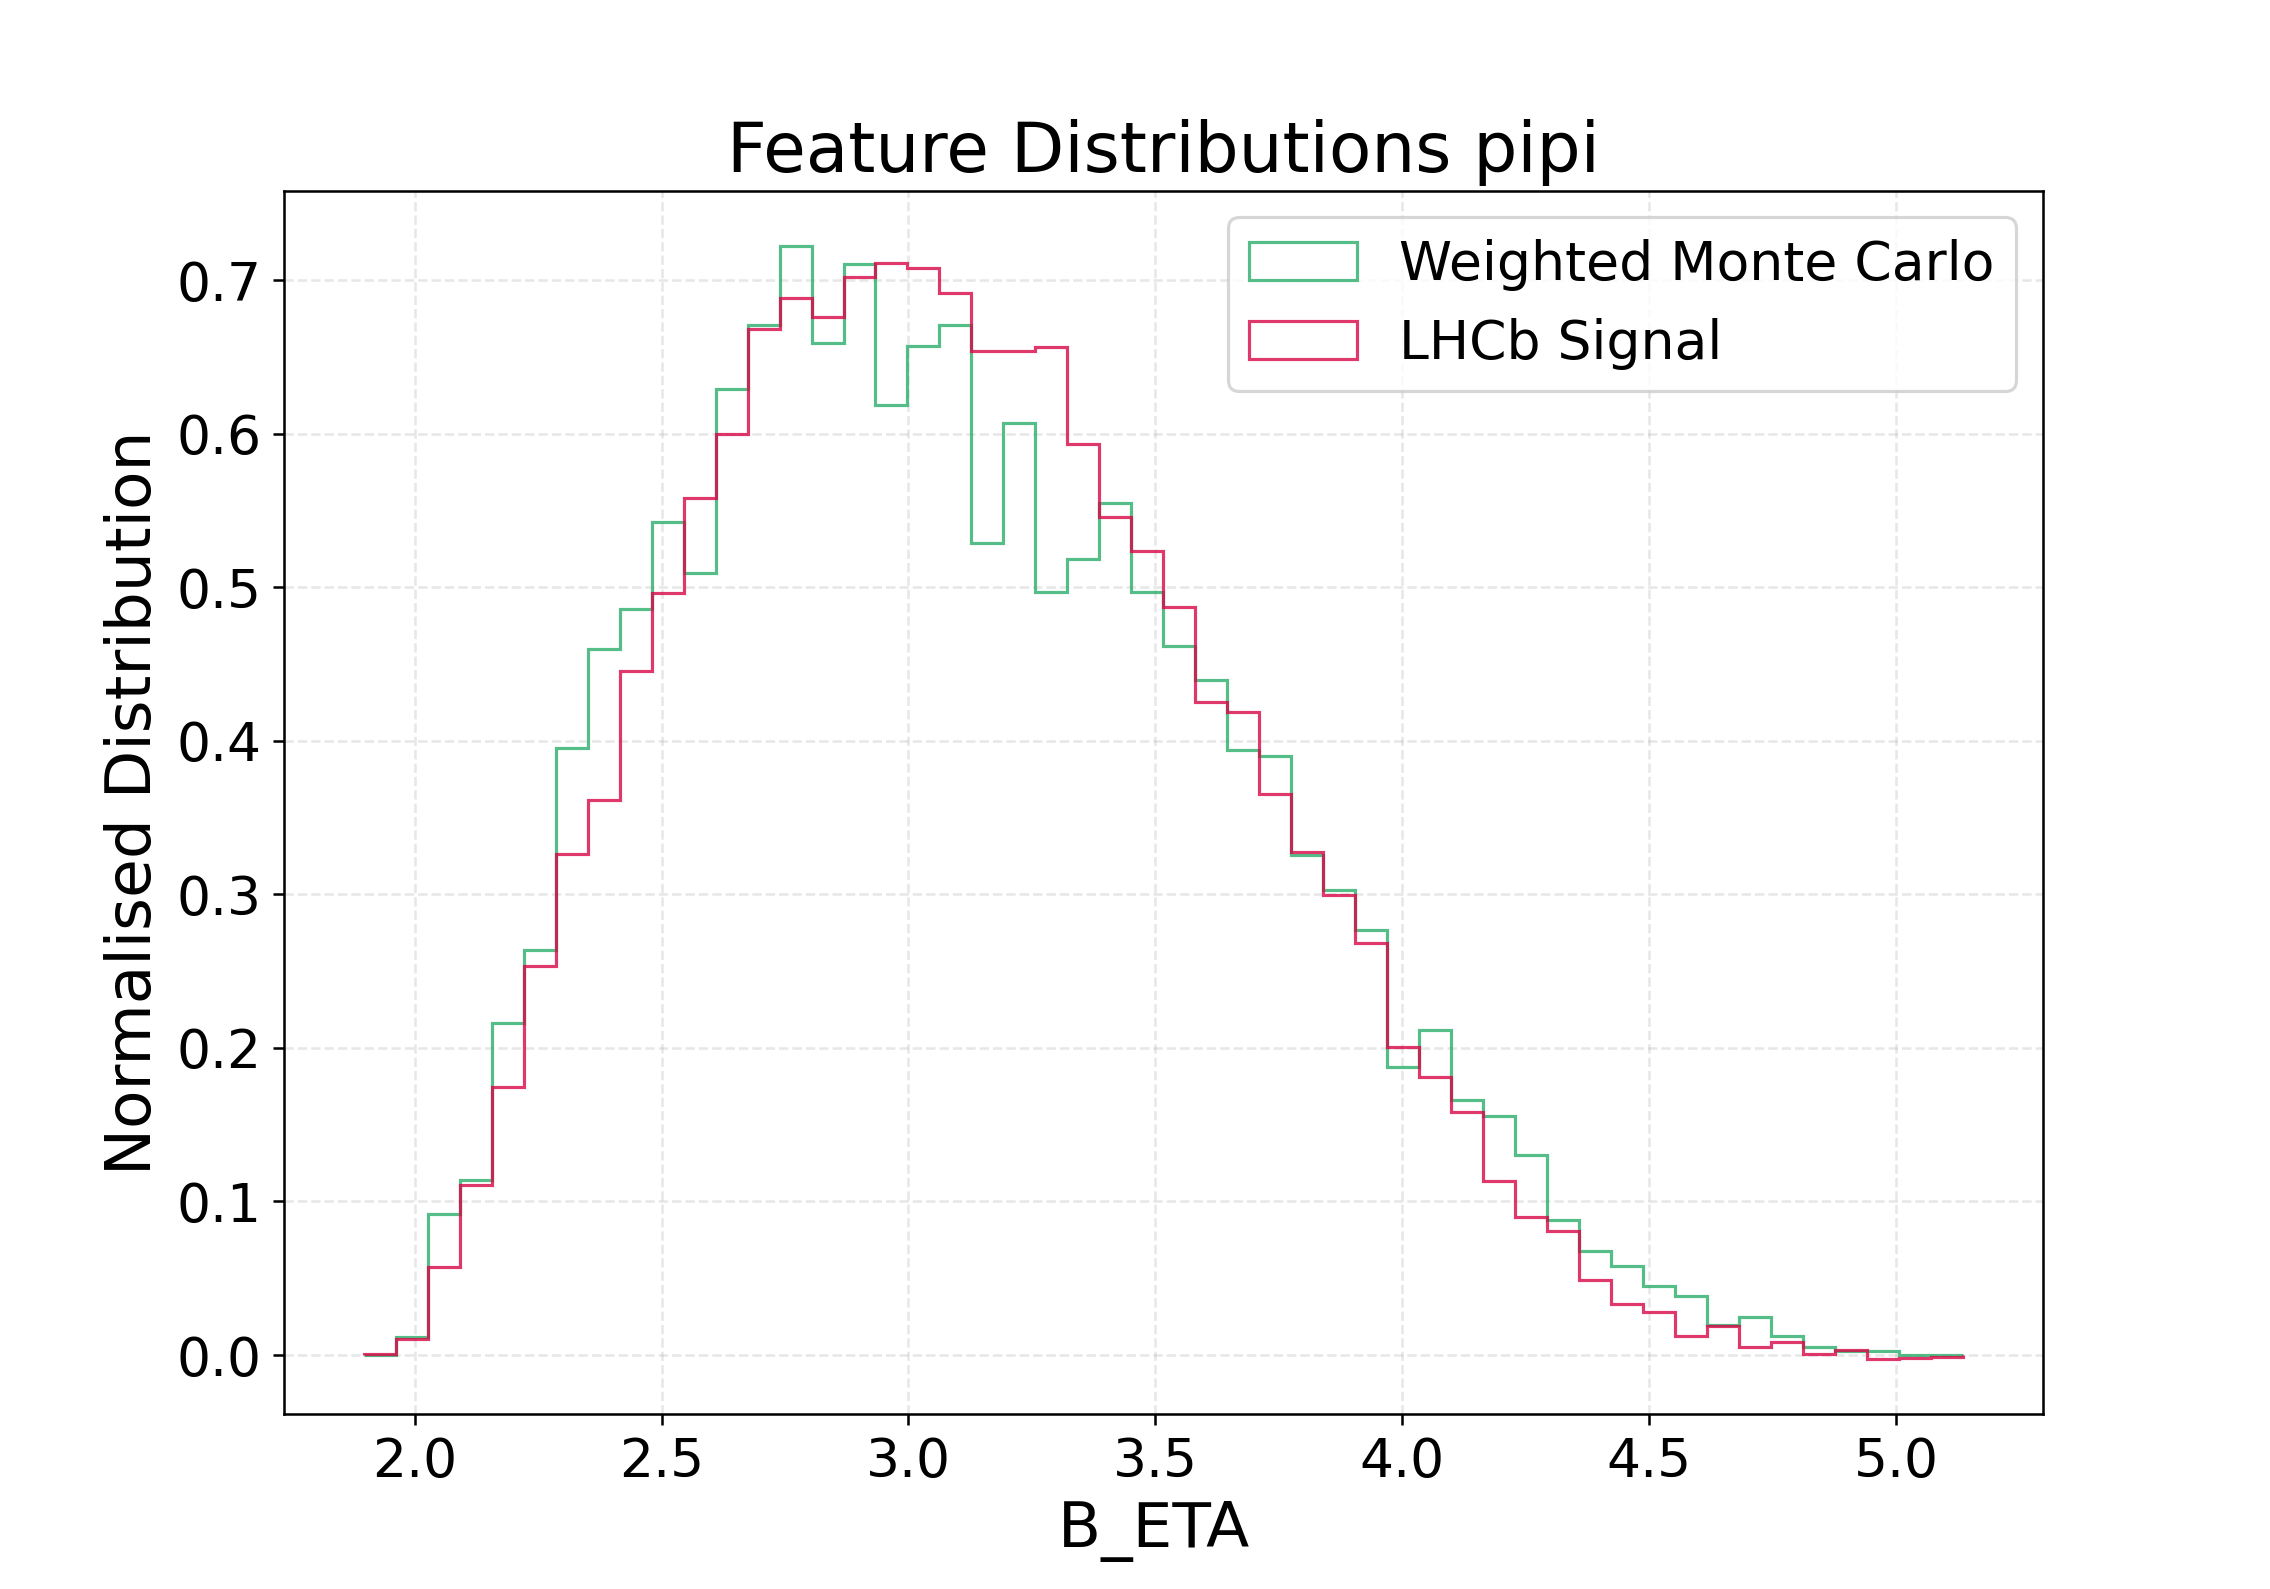 Feature Distributions pipi
Weighted Monte Carlo
LHCb Signal
Normalised Distribution
0.7
0.6
0.5
0.4
0.3
0.2
0.1
0.0
2.0 2.5 3.0 3.5 4.0 4.5 5.0
B_ETA